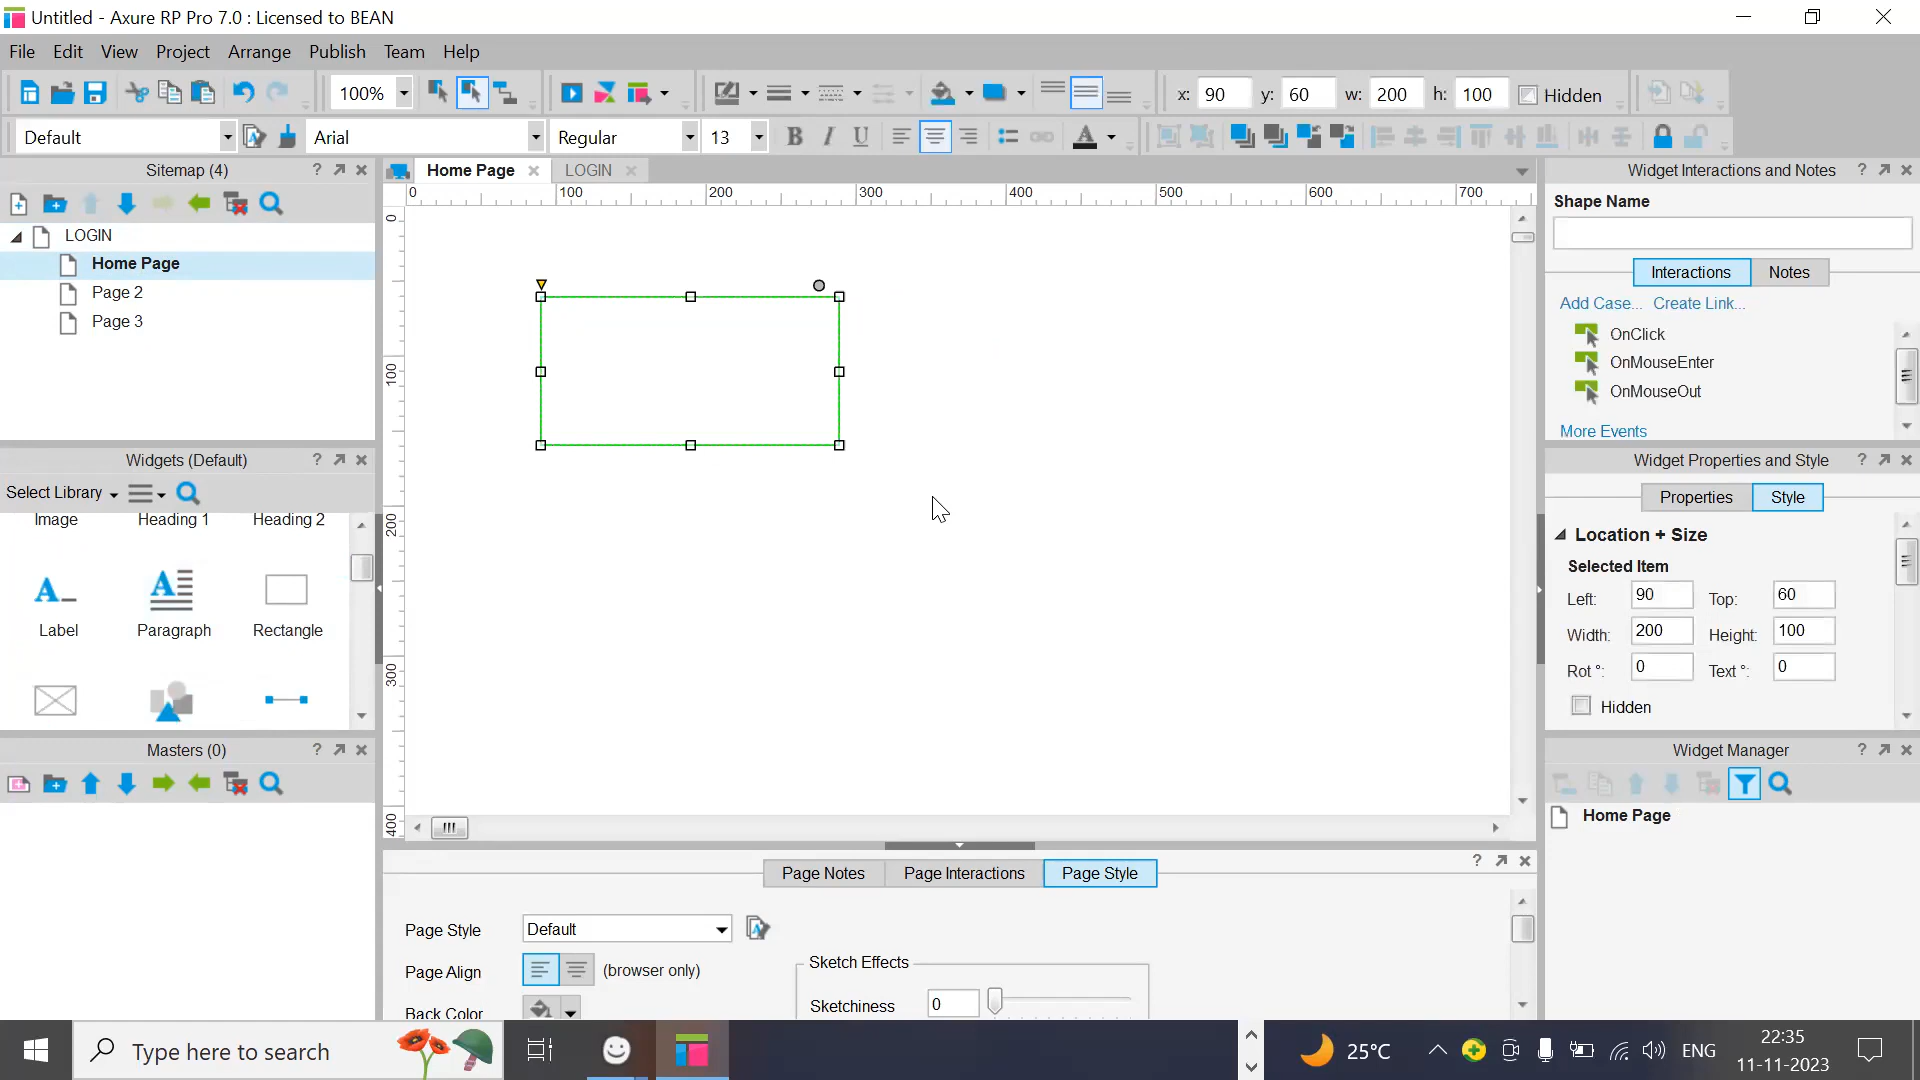 Untitled - Axure RP Pro 7.0 : Licensed to BEAN
File Edit View Project Arrange Publish Team Help
100% x: 90 y: 60 w: 200 h: 100 Hidden
Default Arial Regular 13 B I U A
Sitemap (4)
LOGIN
Home Page
Page 2
Page 3
Widgets (Default)
Select Library
Image Heading 1 Heading 2
Label Paragraph Rectangle
Masters (0)
Home Page LOGIN
0 100 200 300 400 500 600 700
0
100
200
300
400
Page Notes Page Interactions Page Style
Page Style Default
Page Align (browser only)
Back Color
Sketch Effects
Sketchiness 0
Widget Interactions and Notes
Shape Name
Interactions Notes
Add Case... Create Link...
OnClick
OnMouseEnter
OnMouseOut
More Events
Widget Properties and Style
Properties Style
Location + Size
Selected Item
Left: 90 Top: 60
Width: 200 Height: 100
Rot °: 0 Text °: 0
Hidden
Widget Manager
Home Page
Type here to search
25°C ENG 22:35
11-11-2023